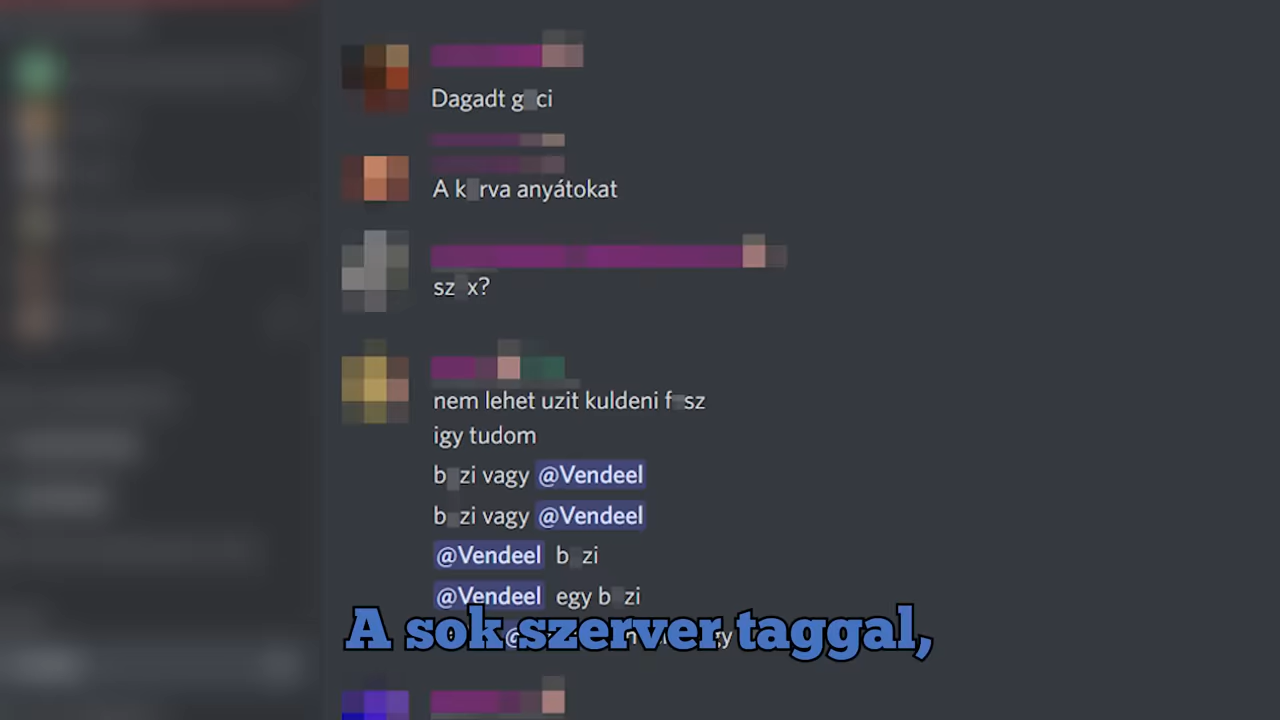 Dagadt g ci
A k rva anyátokat
sz x?
nem lehet uzit kuldeni f sz
igy tudom
b zi vagy @Vendeel
b zi vagy @Vendeel
@Vendeel b zi
@Vendeel egy b zi
A sok szerver taggal,